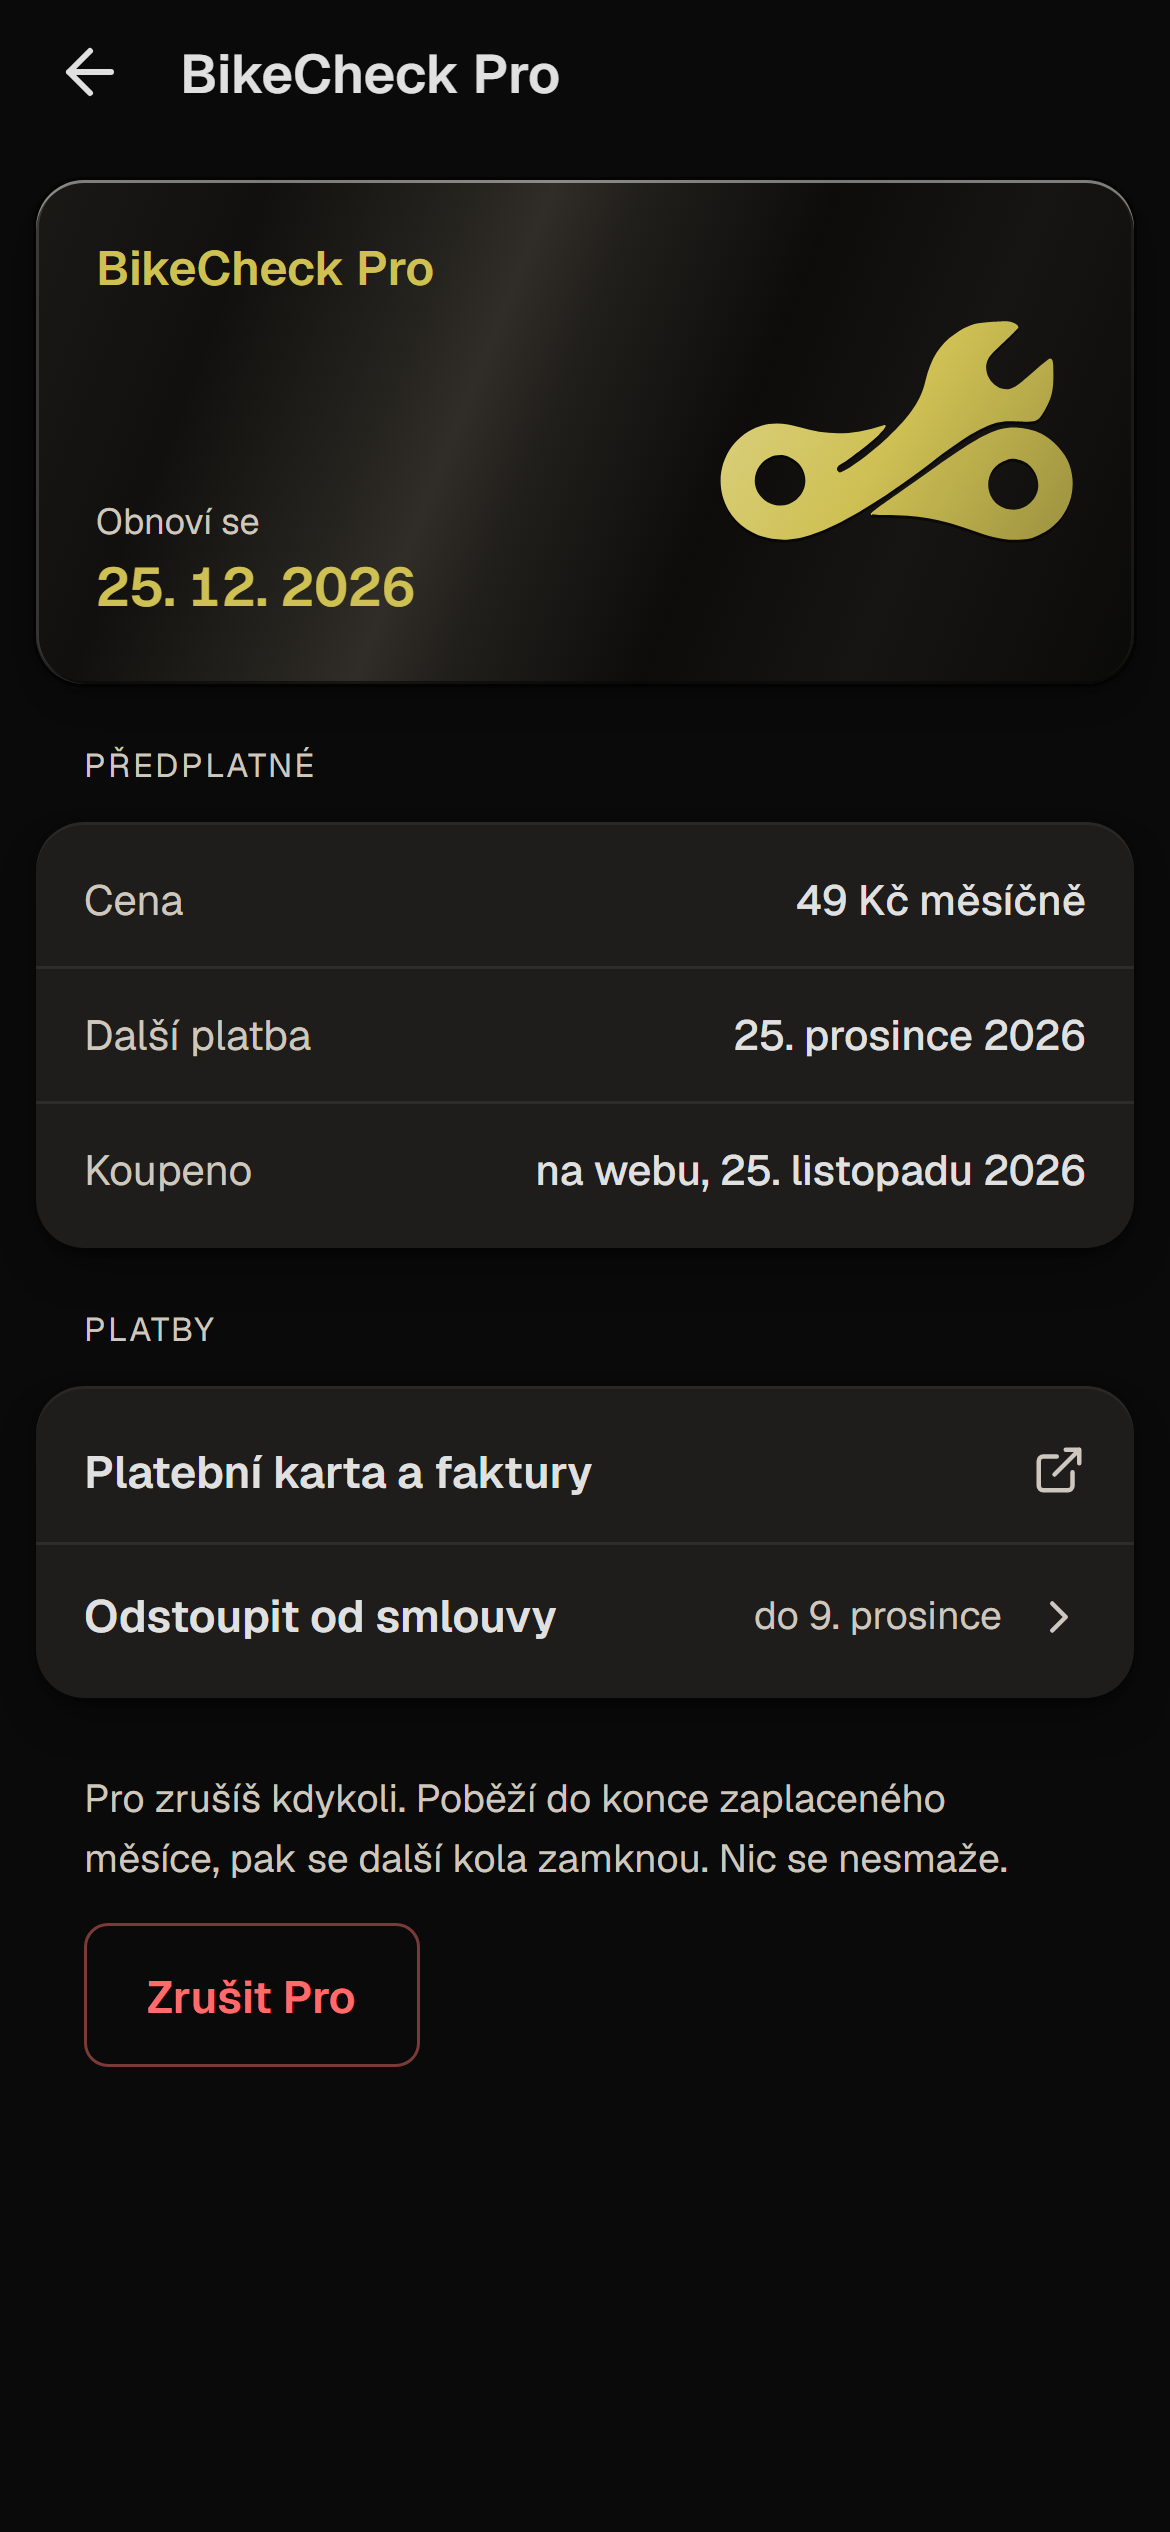 BikeCheck Pro
BikeCheck Pro
Obnoví se
25. 12. 2026
PŘEDPLATNÉ
Cena
49 Kč měsíčně
Další platba
25. prosince 2026
Koupeno
na webu, 25. listopadu 2026
PLATBY
Platební karta a faktury
Odstoupit od smlouvy
do 9. prosince
Pro zrušíš kdykoli. Poběží do konce zaplaceného
měsíce, pak se další kola zamknou. Nic se nesmaže.
Zrušit Pro